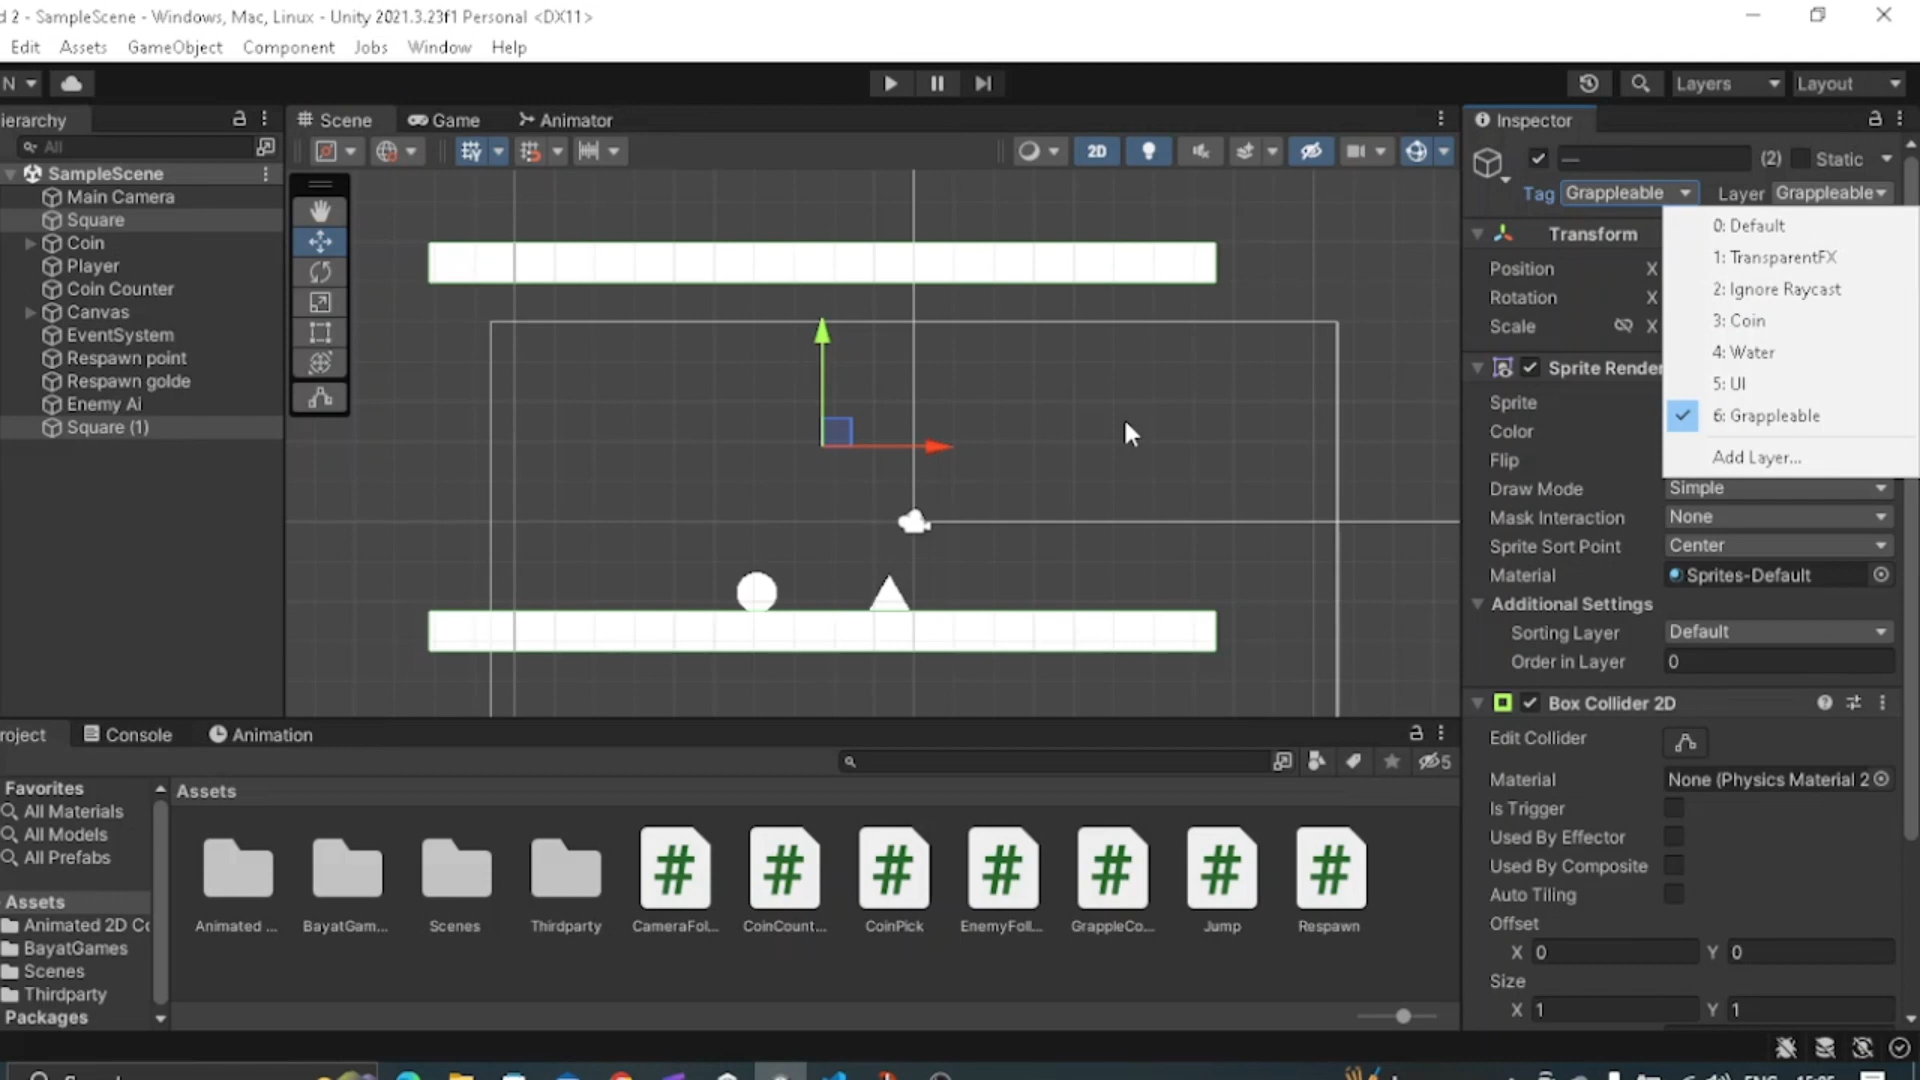 d 2 - SampleScene - Windows, Mac, Linux - Unity 2021.3.23f1 Personal <DX11>
Edit Assets GameObject Component Jobs Window Help
N
Layers Layout
ierarchy
All
SampleScene
Main Camera
Square
Coin
Player
Coin Counter
Canvas
EventSystem
Respawn point
Respawn golde
Enemy Ai
Square (1)
Scene Game Animator
2D
Inspector
— (2) Static
Tag Grappleable Layer Grappleable
0: Default
1: TransparentFX
2: Ignore Raycast
3: Coin
4: Water
5: UI
6: Grappleable
Add Layer...
Transform
Position X
Rotation X
Scale X
Sprite Render
Sprite
Color
Flip
Draw Mode Simple
Mask Interaction None
Sprite Sort Point Center
Material Sprites-Default
Additional Settings
Sorting Layer Default
Order in Layer 0
Box Collider 2D
Edit Collider
Material None (Physics Material 2
Is Trigger
Used By Effector
Used By Composite
Auto Tiling
Offset
X 0 Y 0
Size
X 1 Y 1
roject Console Animation
5
Favorites
All Materials
All Models
All Prefabs
Assets
Animated 2D Co
BayatGames
Scenes
Thirdparty
Packages
Assets
Animated ... BayatGam... Scenes Thirdparty CameraFol... CoinCount... CoinPick EnemyFoll... GrappleCo... Jump Respawn